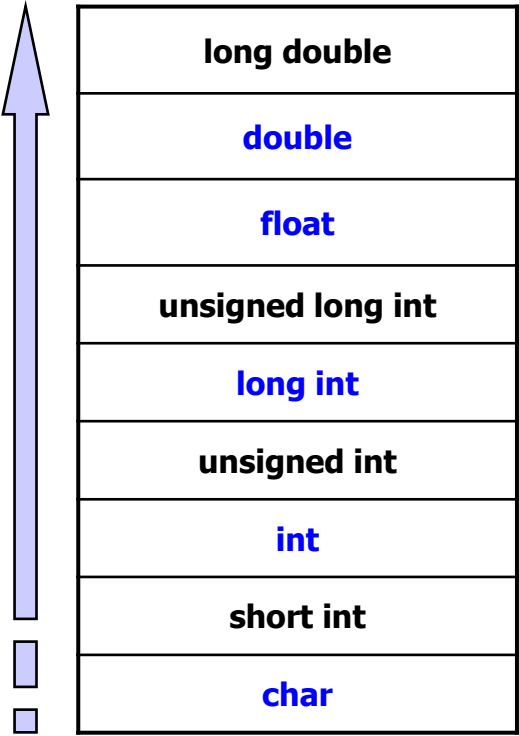 long double
double
float
unsigned long int
long int
unsigned int
int
short int
char